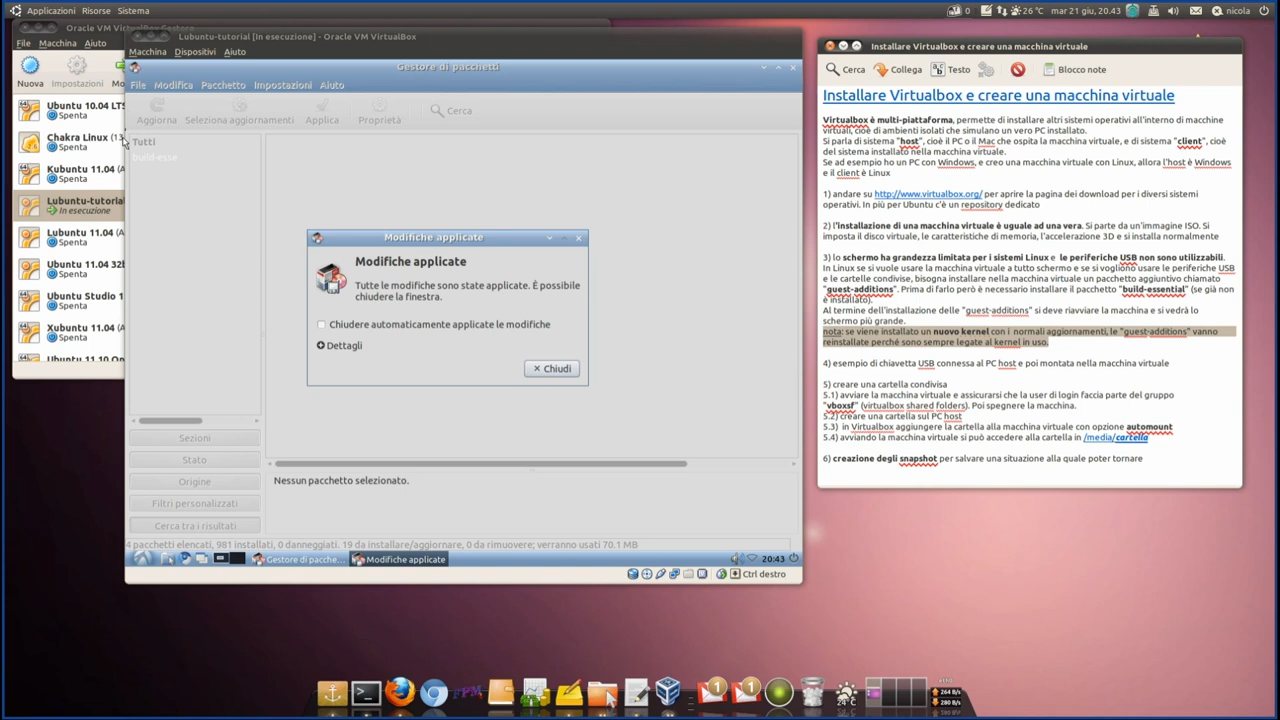 Applicazioni Risorse Sistema
0 26 °C mar 21 giu, 20.43 nicola
Oracle VM VirtualBox Gestore
File Macchina Aiuto
Nuova Impostazioni
Ubuntu 10.04 LTS
Spenta
Chakra Linux
Spenta
Kubuntu 11.04
Spenta
Lubuntu-tutorial
In esecuzione
Lubuntu 11.04
Spenta
Ubuntu 11.04 32b
Spenta
Ubuntu Studio 1
Spenta
Xubuntu 11.04
Spenta
Ubuntu 11.10 On
Lubuntu-tutorial [In esecuzione] - Oracle VM VirtualBox
Macchina Dispositivi Aiuto
Gestore di pacchetti
File Modifica Pacchetto Impostazioni Aiuto
Aggiorna Seleziona aggiornamenti Applica Proprietà Cerca
Tutti
build-esse
Modifiche applicate
Modifiche applicate
Tutte le modifiche sono state applicate. È possibile
chiudere la finestra.
Chiudere automaticamente applicate le modifiche
Dettagli
Chiudi
Sezioni
Stato
Origine
Filtri personalizzati
Cerca tra i risultati
Nessun pacchetto selezionato.
4 pacchetti elencati, 981 installati, 0 danneggiati. 19 da installare/aggiornare, 0 da rimuovere; verranno usati 70.1 MB
Gestore di pacche... Modifiche applicate 20:43
Ctrl destro
Installare Virtualbox e creare una macchina virtuale
Cerca Collega Testo Blocco note
Installare Virtualbox e creare una macchina virtuale
Virtualbox è multi-piattaforma, permette di installare altri sistemi operativi all'interno di macchine
virtuali, cioè di ambienti isolati che simulano un vero PC installato.
Si parla di sistema "host", cioè il PC o il Mac che ospita la macchina virtuale, e di sistema "client", cioè
del sistema installato nella macchina virtuale.
Se ad esempio ho un PC con Windows, e creo una macchina virtuale con Linux, allora l'host è Windows
e il client è Linux
1) andare su http://www.virtualbox.org/ per aprire la pagina dei download per i diversi sistemi
operativi. In più per Ubuntu c'è un repository dedicato
2) l'installazione di una macchina virtuale è uguale ad una vera. Si parte da un'immagine ISO. Si
imposta il disco virtuale, le caratteristiche di memoria, l'accelerazione 3D e si installa normalmente
3) lo schermo ha grandezza limitata per i sistemi Linux e le periferiche USB non sono utilizzabili.
In Linux se si vuole usare la macchina virtuale a tutto schermo e se si vogliono usare le periferiche USB
e le cartelle condivise, bisogna installare nella macchina virtuale un pacchetto aggiuntivo chiamato
"guest-additions". Prima di farlo però è necessario installare il pacchetto "build-essential" (se già non
è installato).
Al termine dell'installazione delle "guest-additions" si deve riavviare la macchina e si vedrà lo
schermo più grande.
nota: se viene installato un nuovo kernel con i normali aggiornamenti, le "guest-additions" vanno
reinstallate perché sono sempre legate al kernel in uso.
4) esempio di chiavetta USB connessa al PC host e poi montata nella macchina virtuale
5) creare una cartella condivisa
5.1) avviare la macchina virtuale e assicurarsi che la user di login faccia parte del gruppo
"vboxsf" (virtualbox shared folders). Poi spegnere la macchina.
5.2) creare una cartella sul PC host
5.3) in Virtualbox aggiungere la cartella alla macchina virtuale con opzione automount
5.4) avviando la macchina virtuale si può accedere alla cartella in /media/cartella
6) creazione degli snapshot per salvare una situazione alla quale poter tornare
1 1 24°C
264 B/s
280 B/s